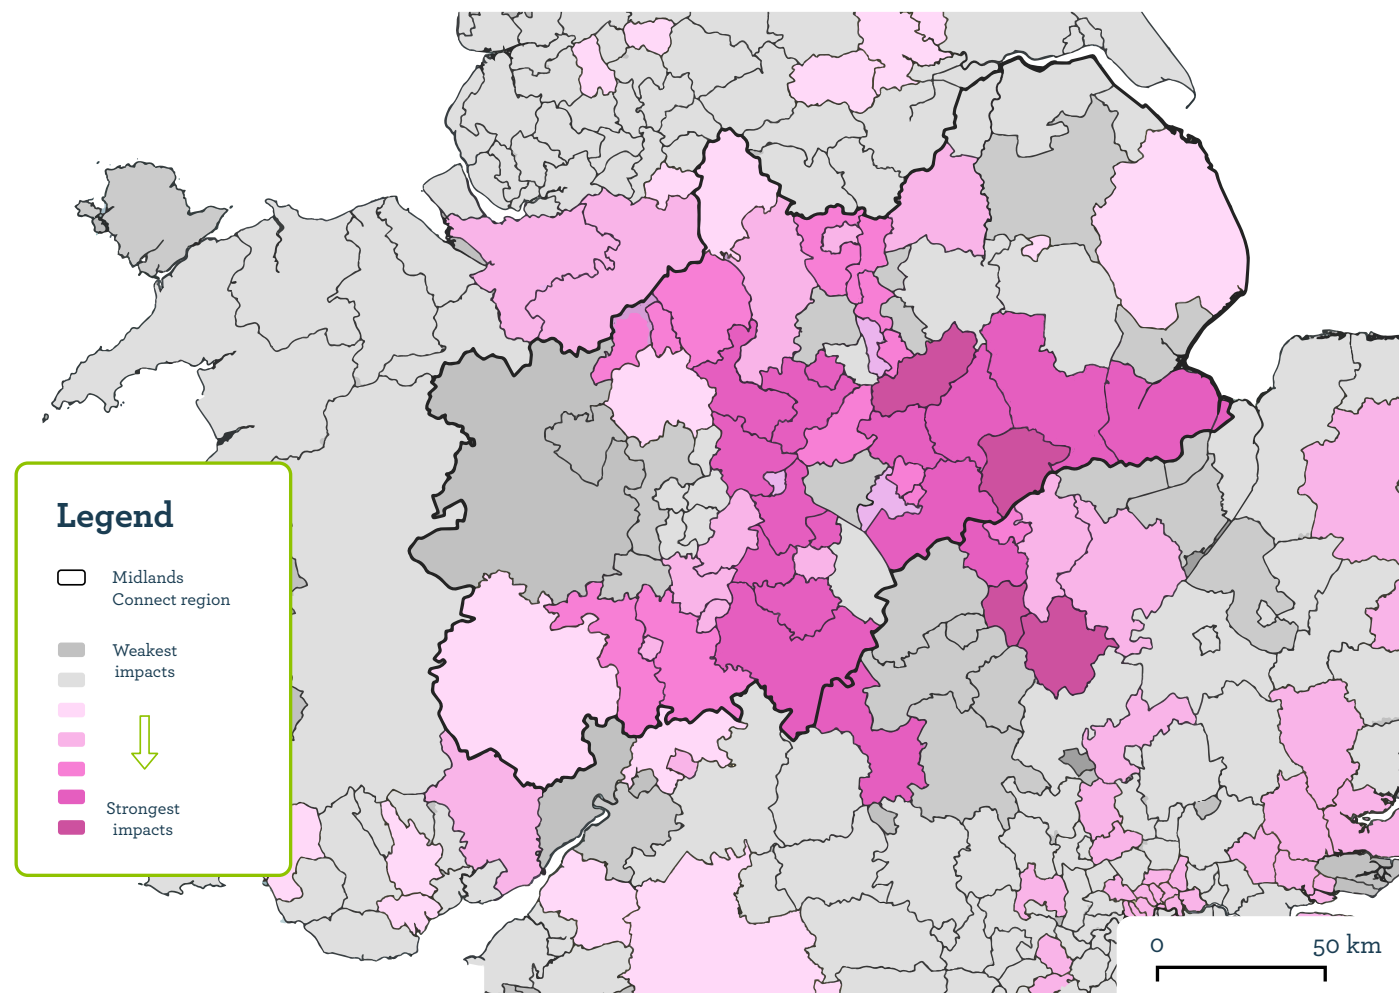 Legend
Midlands
Connect region
Weakest
impacts
Strongest
impacts
0 50 km